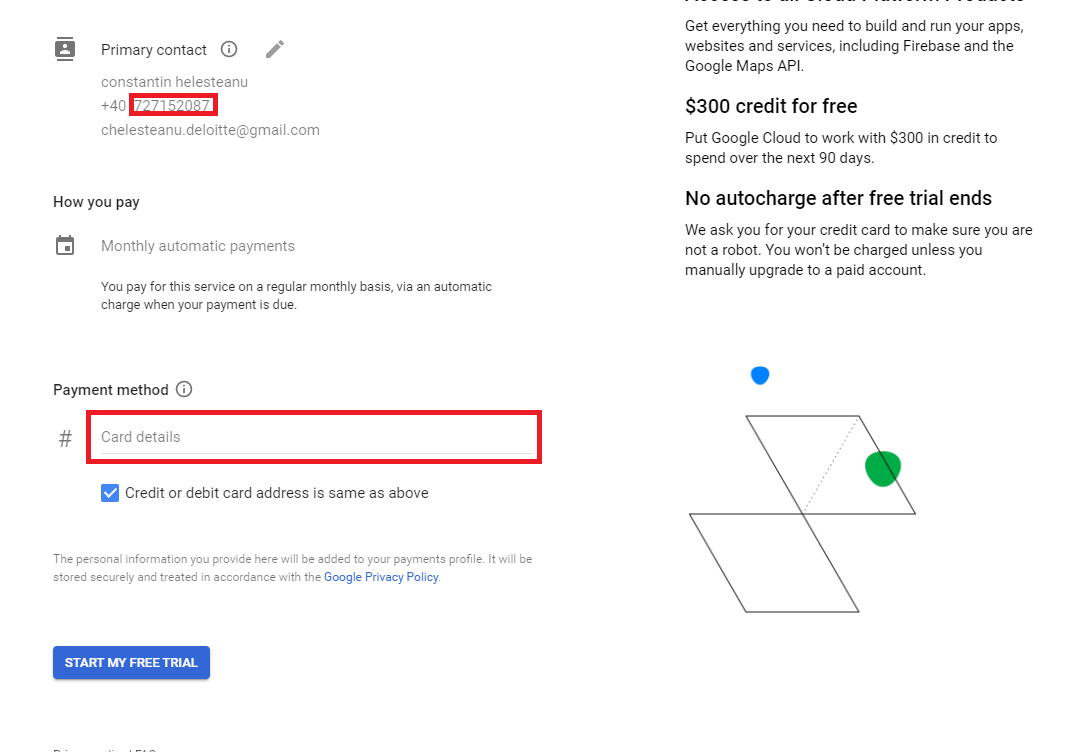 Primary contact
constantin helesteanu
+40 727152087
chelesteanu.deloitte@gmail.com
How you pay
Monthly automatic payments
You pay for this service on a regular monthly basis, via an automatic
charge when your payment is due.
Payment method
# Card details
Credit or debit card address is same as above
The personal information you provide here will be added to your payments profile. It will be
stored securely and treated in accordance with the Google Privacy Policy.
START MY FREE TRIAL
Access to all Cloud Platform Products
Get everything you need to build and run your apps,
websites and services, including Firebase and the
Google Maps API.
$300 credit for free
Put Google Cloud to work with $300 in credit to
spend over the next 90 days.
No autocharge after free trial ends
We ask you for your credit card to make sure you are
not a robot. You won’t be charged unless you
manually upgrade to a paid account.